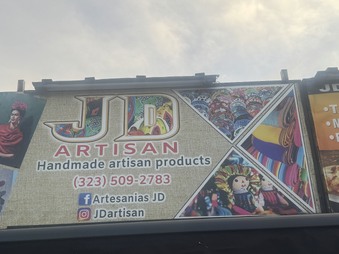 JD
ARTISAN
Handmade artisan products
(323) 509-2783
Artesanias JD
JDartisan